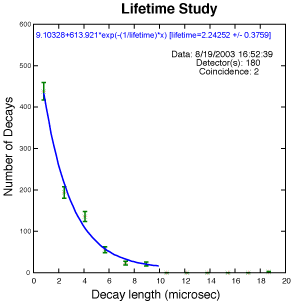 Lifetime Study
600
9.10328+613.921*exp(-(1/lifetime)*x) [lifetime=2.24252 +/- 0.3759]
Data: 8/19/2003 16:52:39
Detector(s): 180
Coincidence: 2
500
400
300
200
100
0
Number of Decays
0 2 4 6 8 10 12 14 16 18 20
Decay length (microsec)